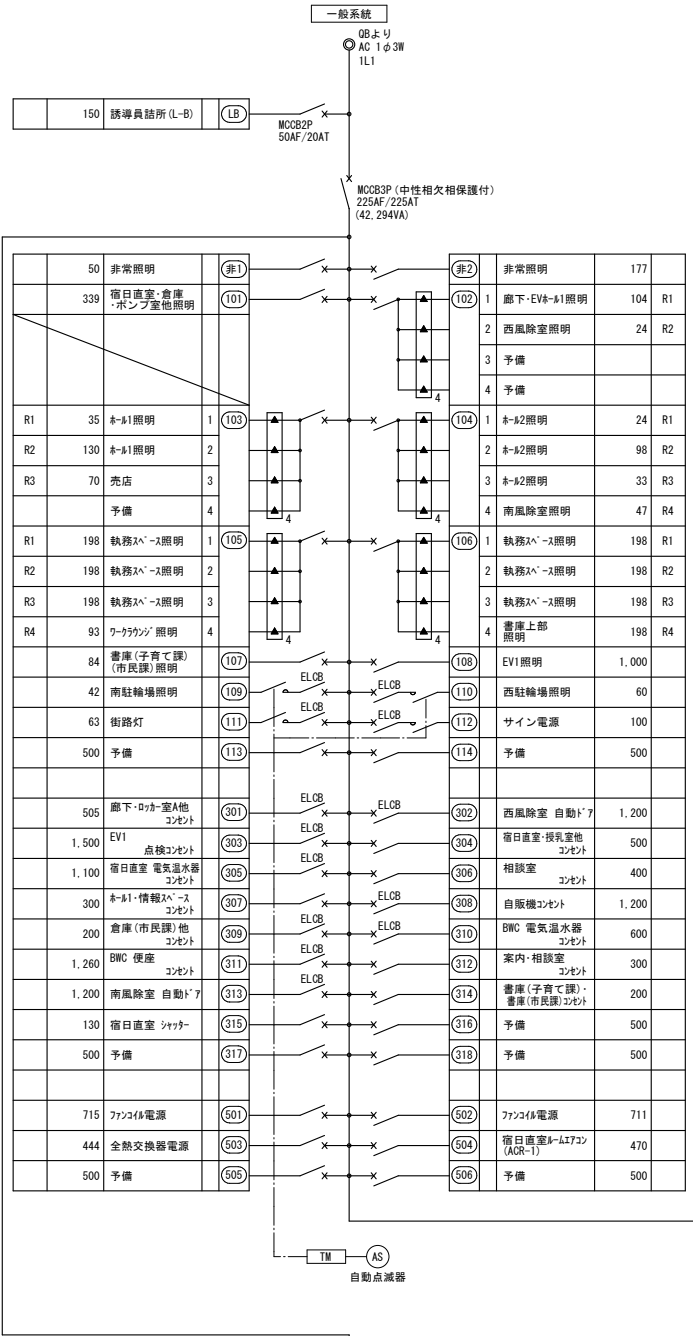 一般系統
QBより
AC 1φ3W
1L1
150 誘導員詰所(L-B) LB
MCCB2P
50AF/20AT
MCCB3P(中性相欠相保護付)
225AF/225AT
(42,294VA)
50 非常照明 非1 非2 非常照明 177
339 宿日直室・倉庫
・ポンプ室他照明 101 102 1 廊下・EVホール1照明 104 R1
2 西風除室照明 24 R2
3 予備
4 予備
4
R1 35 ホール1照明 1 103 104 1 ホール2照明 24 R1
R2 130 ホール1照明 2 2 ホール2照明 98 R2
R3 70 売店 3 3 ホール2照明 33 R3
予備 4 4 南風除室照明 47 R4
4 4
R1 198 執務スペース照明 1 105 106 1 執務スペース照明 198 R1
R2 198 執務スペース照明 2 2 執務スペース照明 198 R2
R3 198 執務スペース照明 3 3 執務スペース照明 198 R3
R4 93 ワークラウンジ照明 4 4 書庫上部
照明 198 R4
4 4
84 書庫(子育て課)
(市民課)照明 107 108 EV1照明 1,000
42 南駐輪場照明 109 ELCB ELCB 110 西駐輪場照明 60
63 街路灯 111 ELCB ELCB 112 サイン電源 100
500 予備 113 114 予備 500
505 廊下・ロッカー室A他
コンセント 301 ELCB ELCB 302 西風除室 自動ドア 1,200
1,500 EV1
点検コンセント 303 ELCB ELCB 304 宿日直室・授乳室他
コンセント 500
1,100 宿日直室 電気温水器
コンセント 305 ELCB ELCB 306 相談室
コンセント 400
300 ホール1・情報スペース
コンセント 307 ELCB ELCB 308 自販機コンセント 1,200
200 倉庫(市民課)他
コンセント 309 ELCB ELCB 310 BWC 電気温水器
コンセント 600
1,260 BWC 便座
コンセント 311 ELCB ELCB 312 案内・相談室
コンセント 300
1,200 南風除室 自動ドア 313 ELCB ELCB 314 書庫(子育て課)・
書庫(市民課)コンセント 200
130 宿日直室 シャッター 315 316 予備 500
500 予備 317 318 予備 500
715 ファンコイル電源 501 502 ファンコイル電源 711
444 全熱交換器電源 503 504 宿日直室ルームエアコン
(ACR-1) 470
500 予備 505 506 予備 500
TM AS
自動点滅器